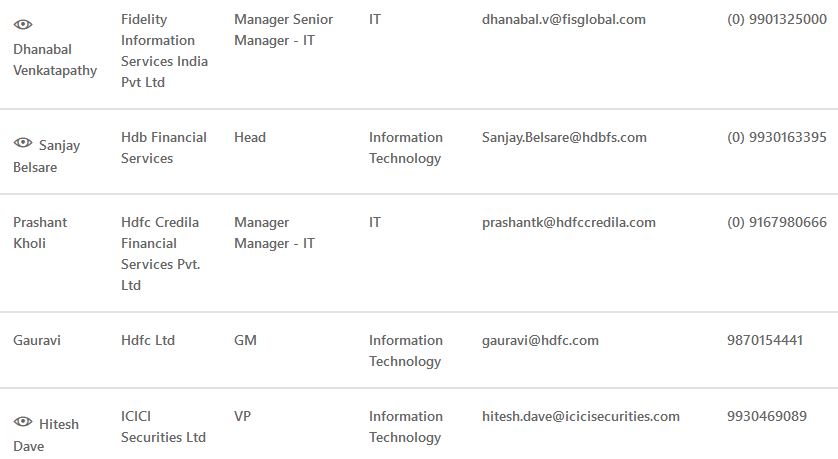 Dhanabal Venkatapathy
Fidelity Information Services India Pvt Ltd
Manager Senior Manager - IT
IT
dhanabal.v@fisglobal.com
(0) 9901325000
Sanjay Belsare
Hdb Financial Services
Head
Information Technology
Sanjay.Belsare@hdbfs.com
(0) 9930163395
Prashant Kholi
Hdfc Credila Financial Services Pvt. Ltd
Manager Manager - IT
IT
prashantk@hdfccredila.com
(0) 9167980666
Gauravi
Hdfc Ltd
GM
Information Technology
gauravi@hdfc.com
9870154441
Hitesh Dave
ICICI Securities Ltd
VP
Information Technology
hitesh.dave@icicisecurities.com
9930469089